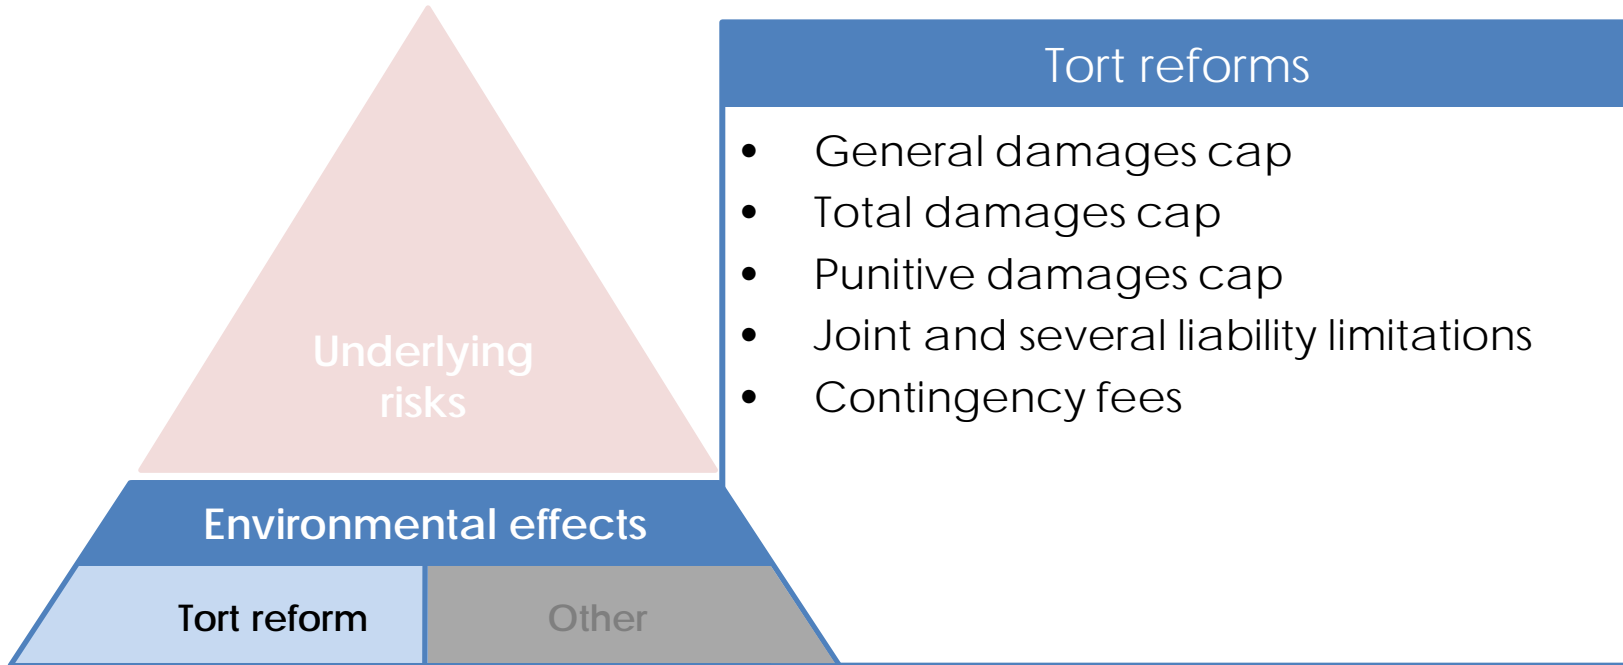 Underlying
risks
Environmental effects
Tort reform
Other
Tort reforms
• General damages cap
• Total damages cap
• Punitive damages cap
• Joint and several liability limitations
• Contingency fees